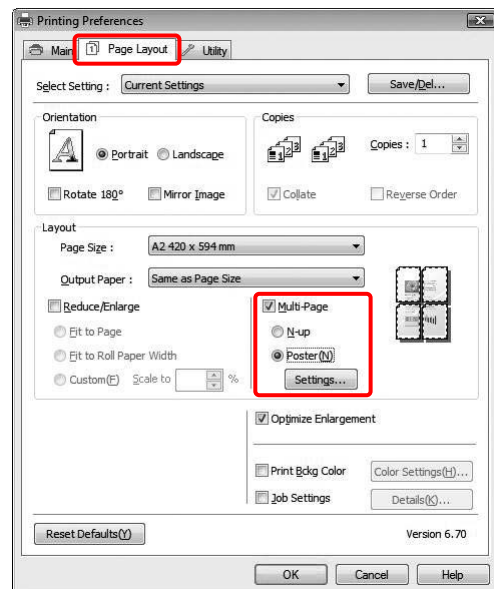 Printing Preferences
Main Page Layout Utility
Select Setting : Current Settings Save/Del...
Orientation
Portrait Landscape
Rotate 180° Mirror Image
Copies
Copies : 1
Collate Reverse Order
Layout
Page Size : A2 420 x 594 mm
Output Paper : Same as Page Size
Reduce/Enlarge
Fit to Page
Fit to Roll Paper Width
Custom(F) Scale to %
Multi-Page
N-up
Poster(N)
Settings...
Optimize Enlargement
Print Bckg Color Color Settings(H)...
Job Settings Details(K)...
Reset Defaults(Y) Version 6.70
OK Cancel Help